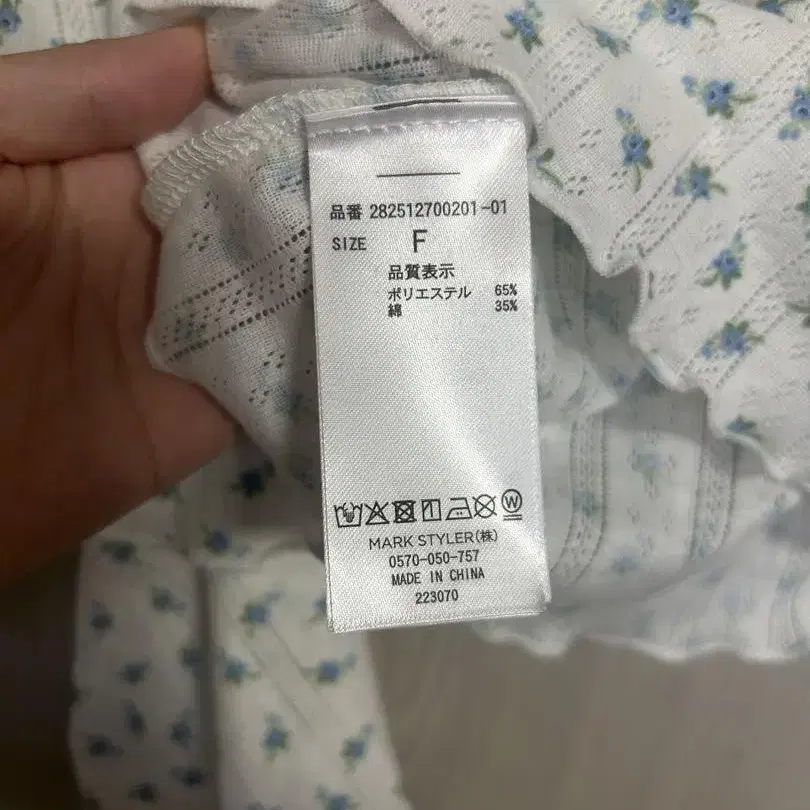 品番 282512700201-01
SIZE F
品質表示
ポリエステル 65%
綿 35%
W
MARK STYLER(株)
0570-050-757
MADE IN CHINA
223070